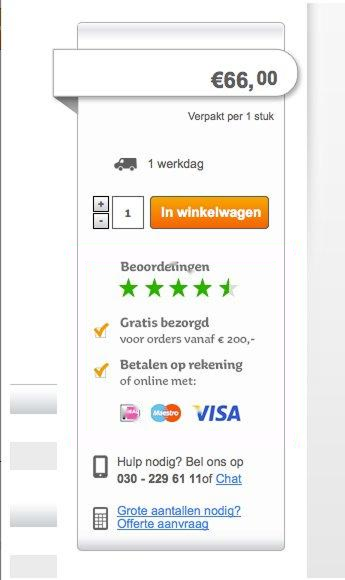 €66,00
Verpakt per 1 stuk
1 werkdag
+
-
1
In winkelwagen
Beoordelingen
Gratis bezorgd
voor orders vanaf € 200,-
Betalen op rekening
of online met:
Maestro
VISA
Hulp nodig? Bel ons op
030 - 229 61 11of Chat
Grote aantallen nodig?
Offerte aanvraag